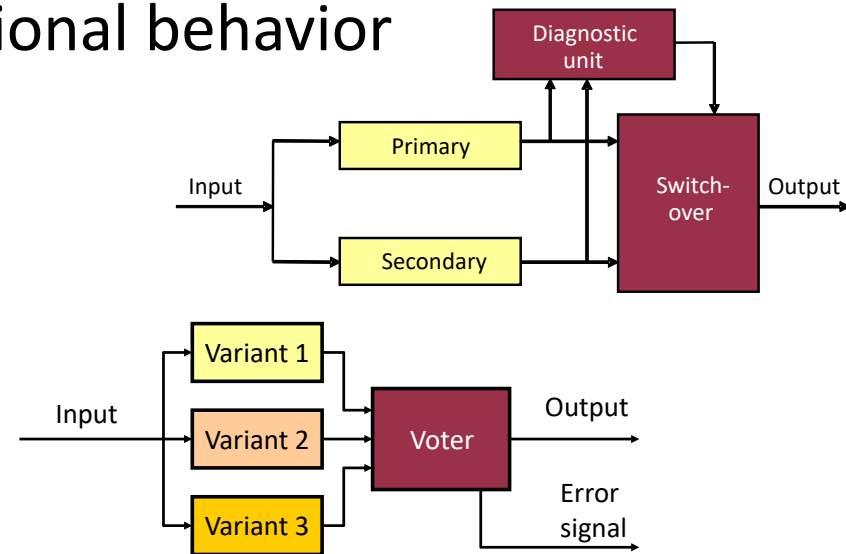 ional behavior
Diagnostic
unit
Primary
Input
Switch-
over
Output
Secondary
Variant 1
Input
Variant 2
Voter
Output
Variant 3
Error
signal